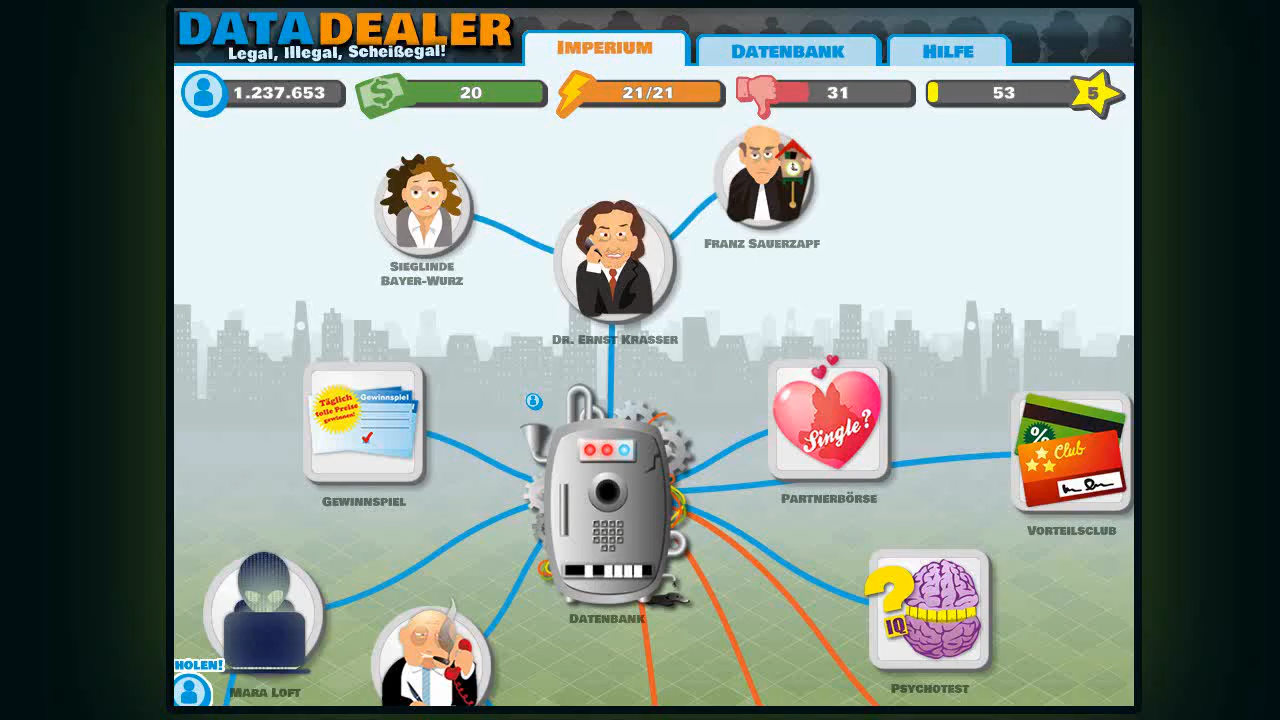 DATADEALER
Legal, Illegal, Scheißegal!
IMPERIUM
DATENBANK
HILFE
1.237.653
20
21/21
31
53
5
SIEGLINDE
BAYER-WURZ
FRANZ SAUERZAPF
DR. ERNST KRASSER
Täglich
tolle Preise
gewinnen!
Gewinnspiel
GEWINNSPIEL
Single?
PARTNERBÖRSE
%
Club
VORTEILSCLUB
DATENBANK
?
IQ
PSYCHOTEST
HOLEN!
MARA LOFT